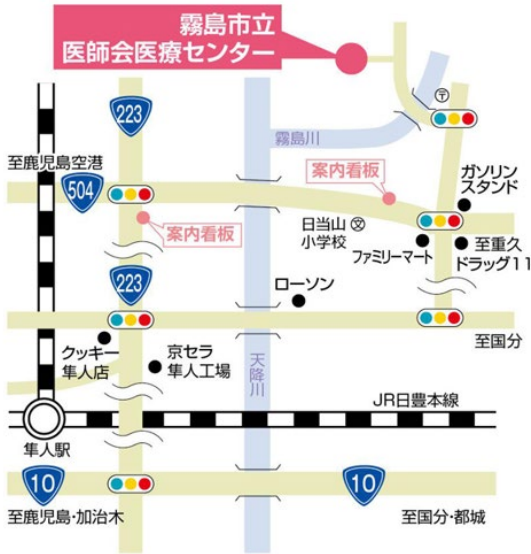 霧島市立
医師会医療センター
223
〒
霧島川
至鹿児島空港
504
案内看板
ガソリン
スタンド
案内看板
日当山
小学校
文
ファミリーマート
至重久
ドラッグ11
223
ローソン
至国分
クッキー
隼人店
京セラ
隼人工場
天降川
JR日豊本線
隼人駅
10
10
至鹿児島・加治木
至国分・都城